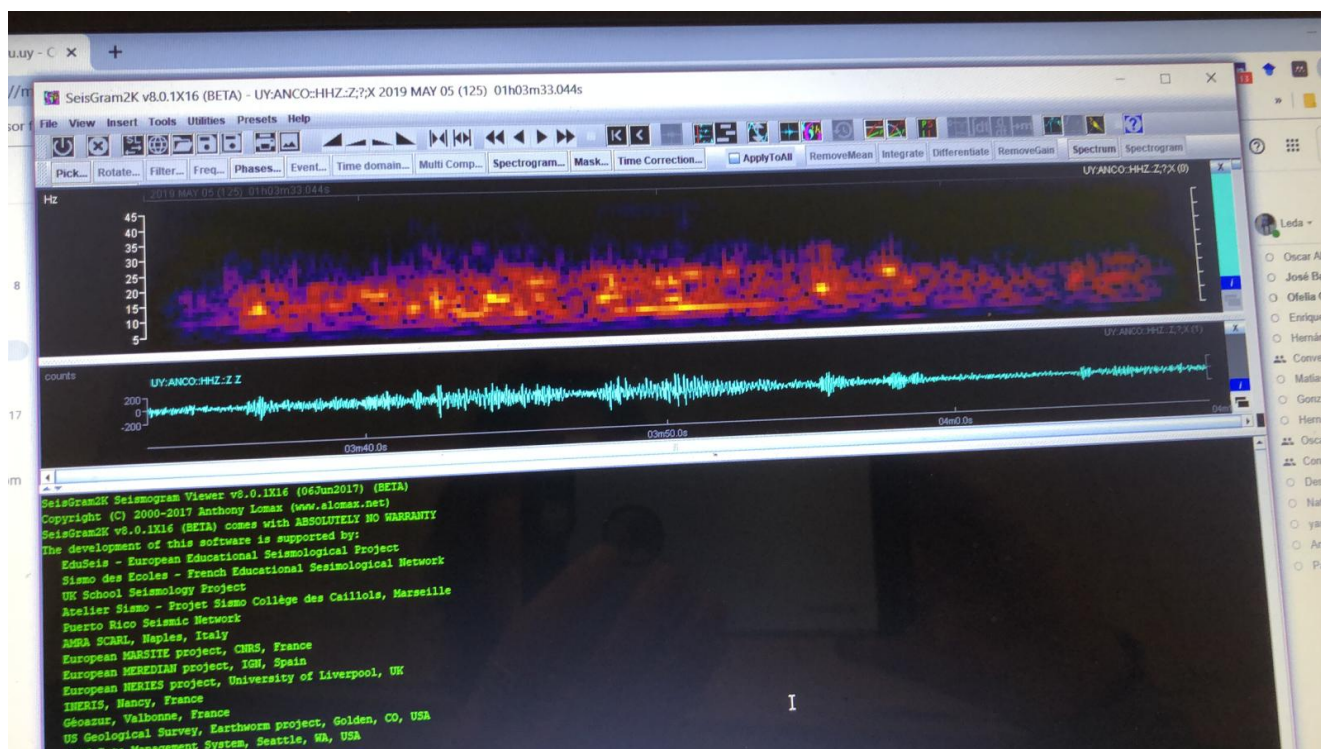 u.uy - C × +
SeisGram2K v8.0.1X16 (BETA) - UY:ANCO::HHZ.:Z;?;X 2019 MAY 05 (125) 01h03m33.044s
File View Insert Tools Utilities Presets Help
Pick... Rotate... Filter... Freq... Phases... Event... Time domain... Multi Comp... Spectrogram... Mask... Time Correction... ApplyToAll RemoveMean Integrate Differentiate RemoveGain Spectrum Spectrogram
2019 MAY 05 (125) 01h03m33.044s
UY:ANCO::HHZ.:Z;?;X (0)
Hz
45
40
35
30
25
20
15
10
5
UY:ANCO::HHZ.:Z;?;X (1)
counts
UY:ANCO::HHZ.:Z Z
200
0
-200
03m40.0s
03m50.0s
04m0.0s
SeisGram2K Seismogram Viewer v8.0.1X16 (06Jun2017) (BETA)
Copyright (C) 2000-2017 Anthony Lomax (www.alomax.net)
SeisGram2K v8.0.1X16 (BETA) comes with ABSOLUTELY NO WARRANTY
The development of this software is supported by:
EduSeis - European Educational Seismological Project
Sismo des Ecoles - French Educational Sesimological Network
UK School Seismology Project
Atelier Sismo - Projet Sismo Collège des Caillols, Marseille
Puerto Rico Seismic Network
AMRA SCARL, Naples, Italy
European MARSITE project, CNRS, France
European MEREDIAN project, IGN, Spain
European NERIES project, University of Liverpool, UK
INERIS, Nancy, France
Géoazur, Valbonne, France
US Geological Survey, Earthworm project, Golden, CO, USA
Management System, Seattle, WA, USA
8
17
Leda
Oscar
José
Ofelia